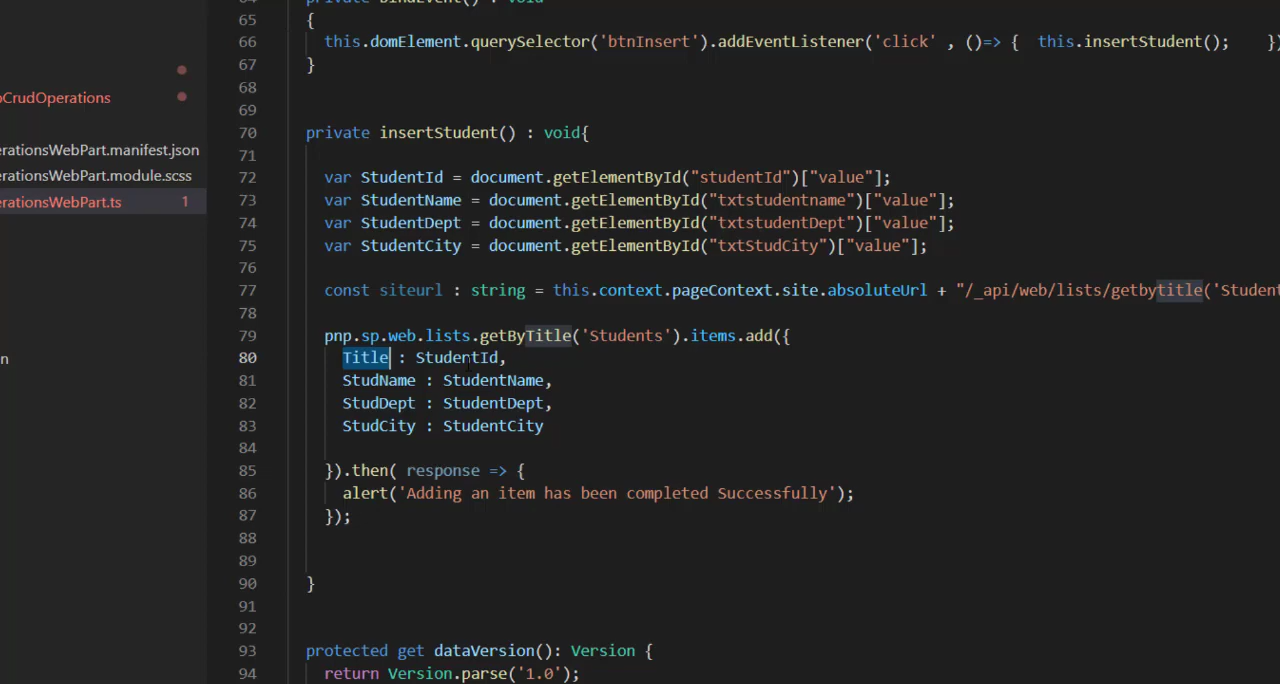 64 private bindEvent() : void
65 {
66 this.domElement.querySelector('btnInsert').addEventListener('click' , ()=> { this.insertStudent(); })
67 }
68
69
70 private insertStudent() : void{
71
72 var StudentId = document.getElementById("studentId")["value"];
73 var StudentName = document.getElementById("txtstudentname")["value"];
74 var StudentDept = document.getElementById("txtstudentDept")["value"];
75 var StudentCity = document.getElementById("txtStudCity")["value"];
76
77 const siteurl : string = this.context.pageContext.site.absoluteUrl + "/_api/web/lists/getbytitle('Student
78
79 pnp.sp.web.lists.getByTitle('Students').items.add({
80 Title : StudentId,
81 StudName : StudentName,
82 StudDept : StudentDept,
83 StudCity : StudentCity
84
85 }).then( response => {
86 alert('Adding an item has been completed Successfully');
87 });
88
89
90 }
91
92
93 protected get dataVersion(): Version {
94 return Version.parse('1.0');
oCrudOperations
erationsWebPart.manifest.json
erationsWebPart.module.scss
erationsWebPart.ts 1
n